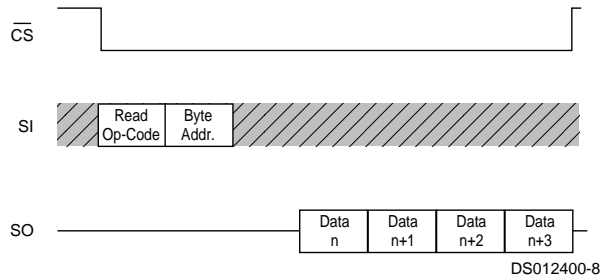 CS
SI
Read
Op-Code
Byte
Addr.
SO
Data
n
Data
n+1
Data
n+2
Data
n+3
DS012400-8